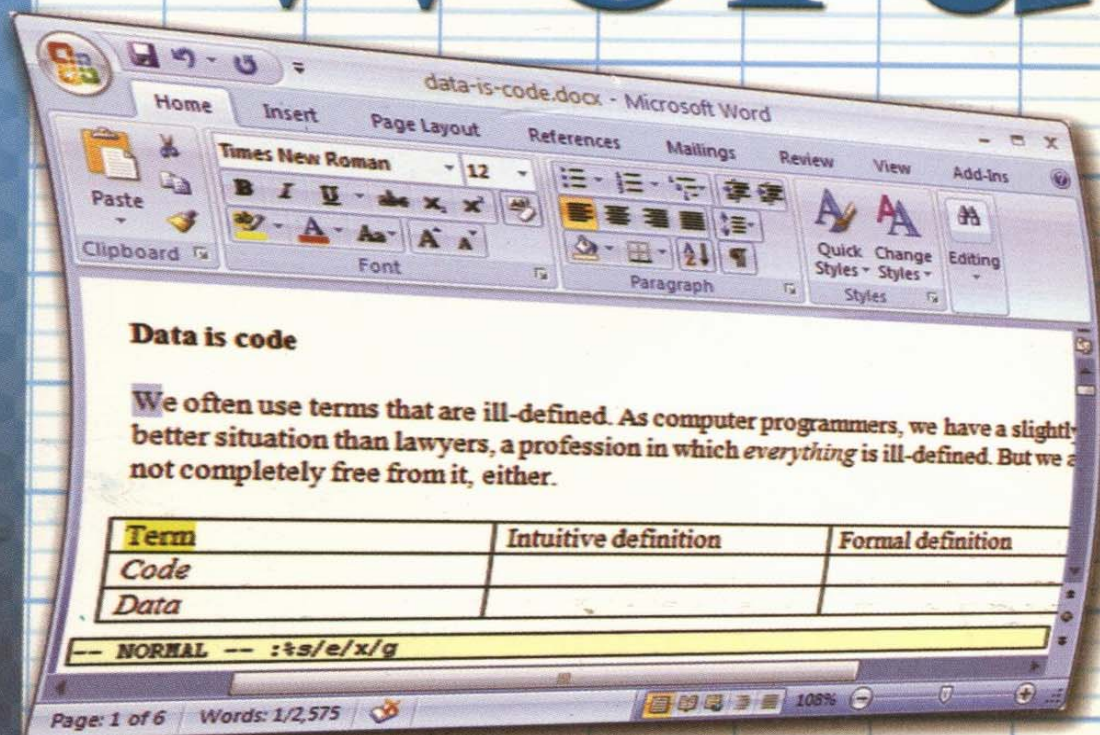 data-is-code.docx - Microsoft Word
Home Insert Page Layout References Mailings Review View Add-Ins
Times New Roman 12
B I U abc x₂ x²
A Aa A A
Paste
Quick Styles Change Styles Editing
Clipboard Font Paragraph Styles
Data is code
We often use terms that are ill-defined. As computer programmers, we have a slightly
better situation than lawyers, a profession in which everything is ill-defined. But we a
not completely free from it, either.
Term Intuitive definition Formal definition
Code
Data
-- NORMAL -- :%s/e/x/g
Page: 1 of 6 Words: 1/2,575 108%